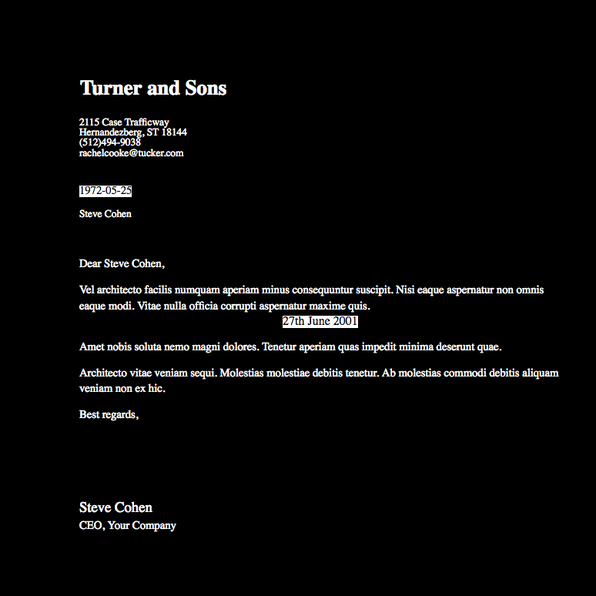 Turner and Sons
2115 Case Trafficway
Hernandezberg, ST 18144
(512)494-9038
rachelcooke@tucker.com
1972-05-25
Steve Cohen
Dear Steve Cohen,
Vel architecto facilis numquam aperiam minus consequuntur suscipit. Nisi eaque aspernatur non omnis
eaque modi. Vitae nulla officia corrupti aspernatur maxime quis.
27th June 2001
Amet nobis soluta nemo magni dolores. Tenetur aperiam quas impedit minima deserunt quae.
Architecto vitae veniam sequi. Molestias molestiae debitis tenetur. Ab molestias commodi debitis aliquam
veniam non ex hic.
Best regards,
Steve Cohen
CEO, Your Company